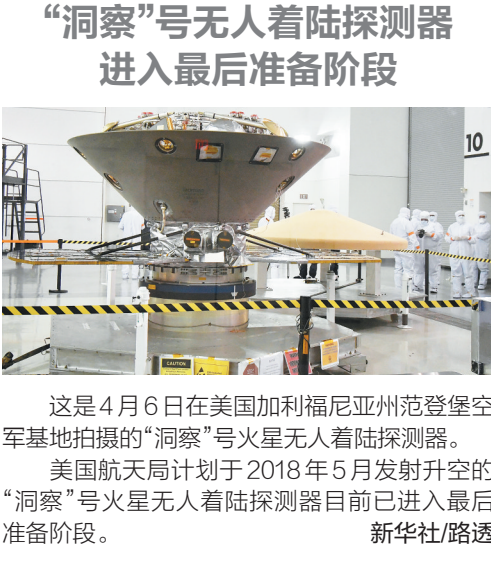 “洞察”号无人着陆探测器
进入最后准备阶段
10
CAUTION
这是4月6日在美国加利福尼亚州范登堡空
军基地拍摄的“洞察”号火星无人着陆探测器。
美国航天局计划于2018年5月发射升空的
“洞察”号火星无人着陆探测器目前已进入最后
准备阶段。 新华社/路透